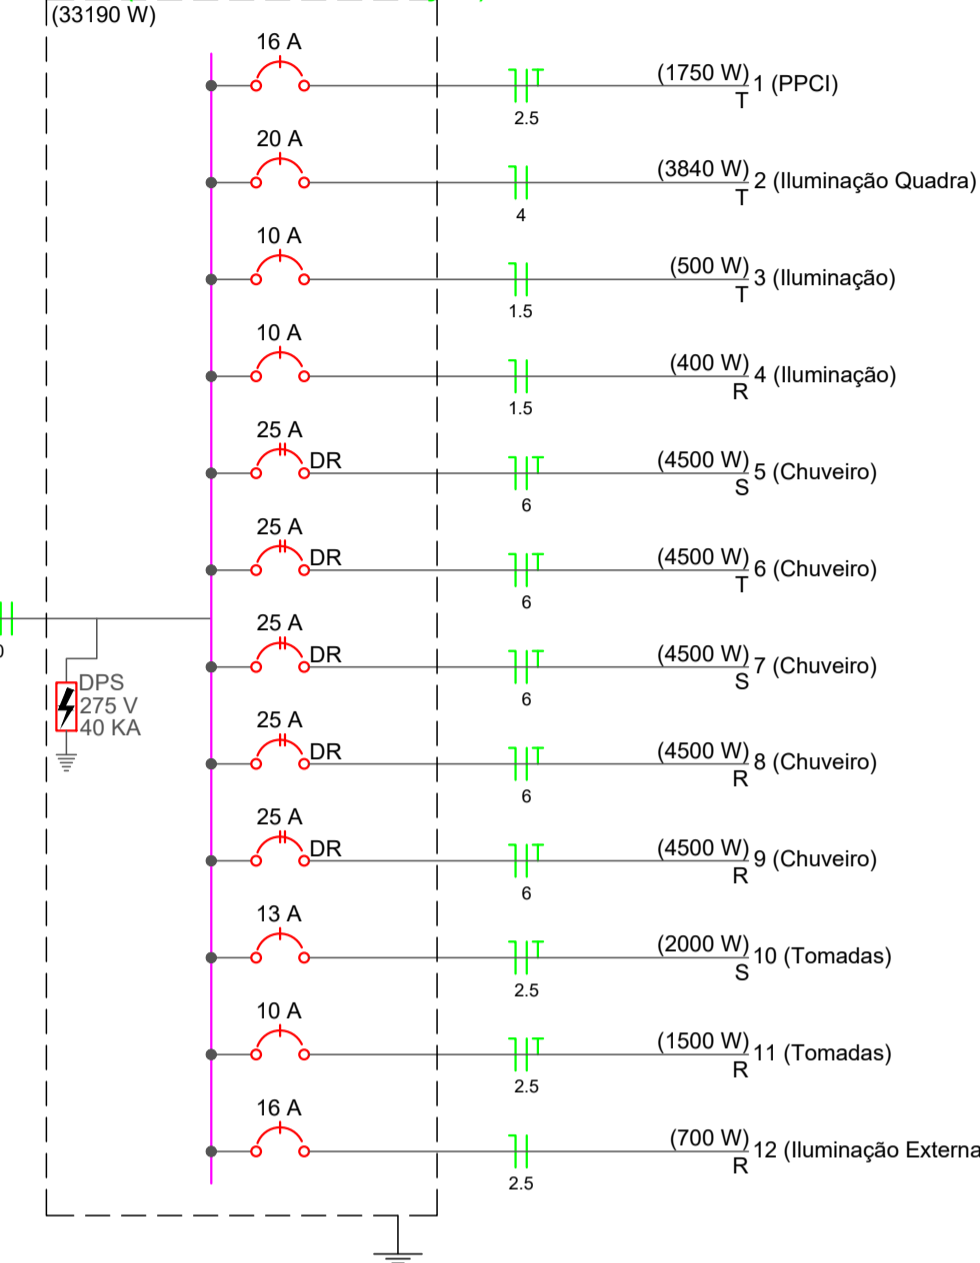 (33190 W)
16 A
(1750 W)
1 (PPCI)
T
T
2.5
20 A
(3840 W)
2 (Iluminação Quadra)
T
4
10 A
(500 W)
3 (Iluminação)
T
1.5
10 A
(400 W)
4 (Iluminação)
R
1.5
25 A
DR
T
(4500 W)
5 (Chuveiro)
S
6
25 A
DR
T
(4500 W)
6 (Chuveiro)
T
6
25 A
DR
T
(4500 W)
7 (Chuveiro)
S
6
DPS
275 V
40 KA
25 A
DR
T
(4500 W)
8 (Chuveiro)
R
6
25 A
DR
T
(4500 W)
9 (Chuveiro)
R
6
13 A
T
(2000 W)
10 (Tomadas)
S
2.5
10 A
T
(1500 W)
11 (Tomadas)
R
2.5
16 A
(700 W)
12 (Iluminação Externa
R
2.5